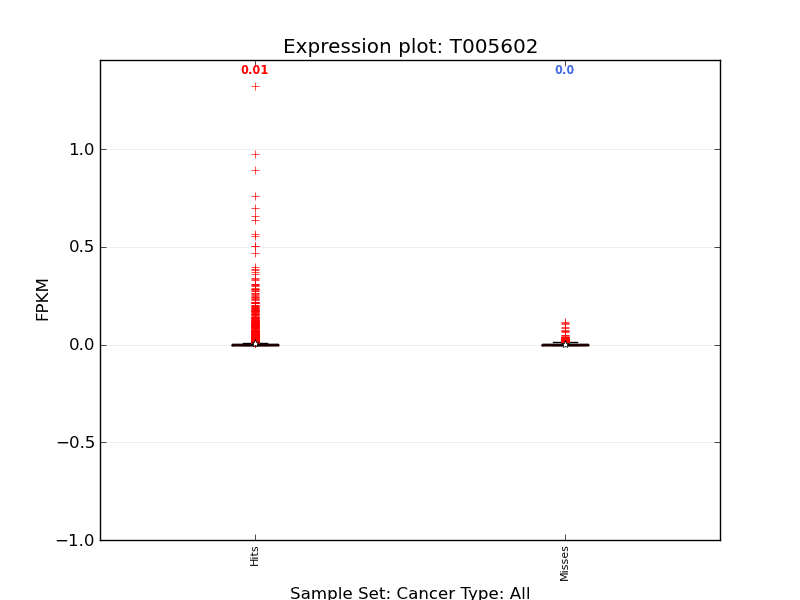 Expression plot: T005602
0.01
0.0
1.0
0.5
0.0
−0.5
−1.0
FPKM
Hits
Misses
Sample Set: Cancer Type: All